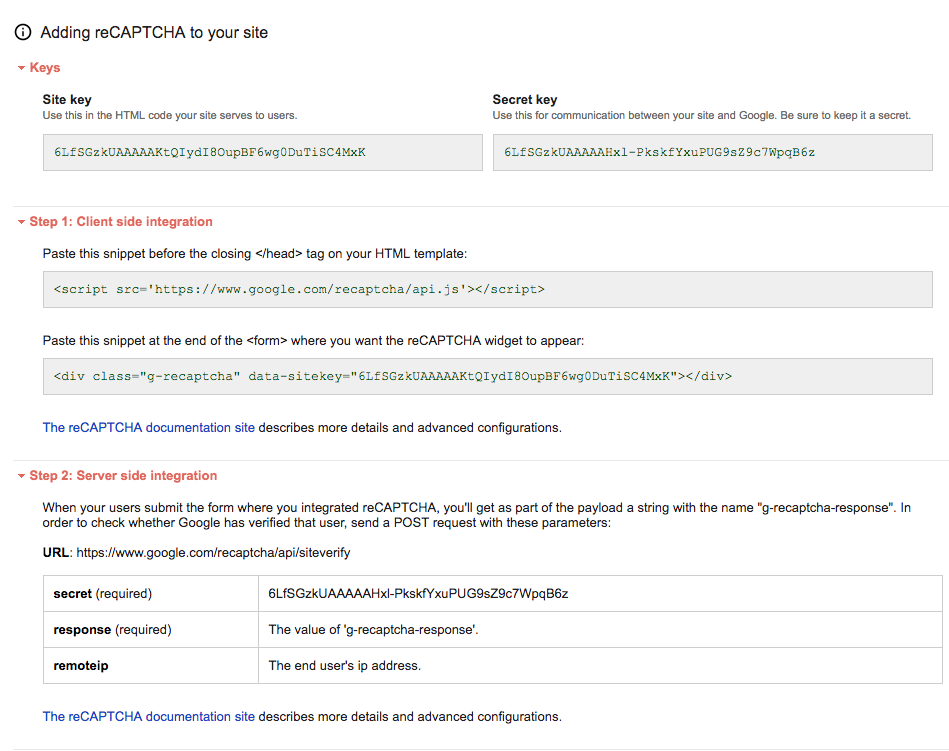 Adding reCAPTCHA to your site
Keys
Site key
Use this in the HTML code your site serves to users.
6LfSGzkUAAAAAKtQIydI8OupBF6wg0DuTiSC4MxK
Secret key
Use this for communication between your site and Google. Be sure to keep it a secret.
6LfSGzkUAAAAAHxl-PkskfYxuPUG9sZ9c7WpqB6z
Step 1: Client side integration
Paste this snippet before the closing </head> tag on your HTML template:
<script src='https://www.google.com/recaptcha/api.js'></script>
Paste this snippet at the end of the <form> where you want the reCAPTCHA widget to appear:
<div class="g-recaptcha" data-sitekey="6LfSGzkUAAAAAKtQIydI8OupBF6wg0DuTiSC4MxK"></div>
The reCAPTCHA documentation site describes more details and advanced configurations.
Step 2: Server side integration
When your users submit the form where you integrated reCAPTCHA, you'll get as part of the payload a string with the name "g-recaptcha-response". In
order to check whether Google has verified that user, send a POST request with these parameters:
URL: https://www.google.com/recaptcha/api/siteverify
secret (required) 6LfSGzkUAAAAAHxl-PkskfYxuPUG9sZ9c7WpqB6z
response (required) The value of 'g-recaptcha-response'.
remoteip The end user's ip address.
The reCAPTCHA documentation site describes more details and advanced configurations.